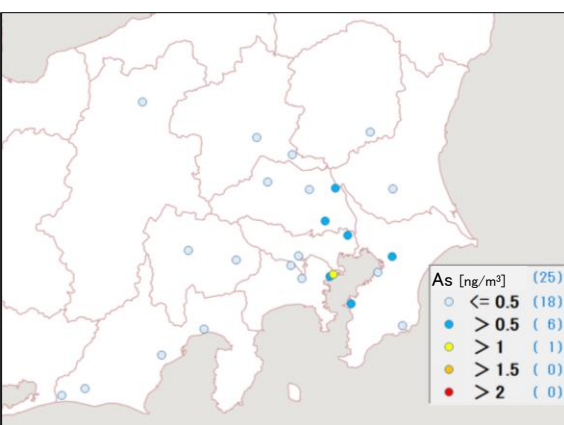 As [ng/m³] (25)
<= 0.5 (18)
> 0.5 ( 6)
> 1 ( 1)
> 1.5 ( 0)
> 2 ( 0)